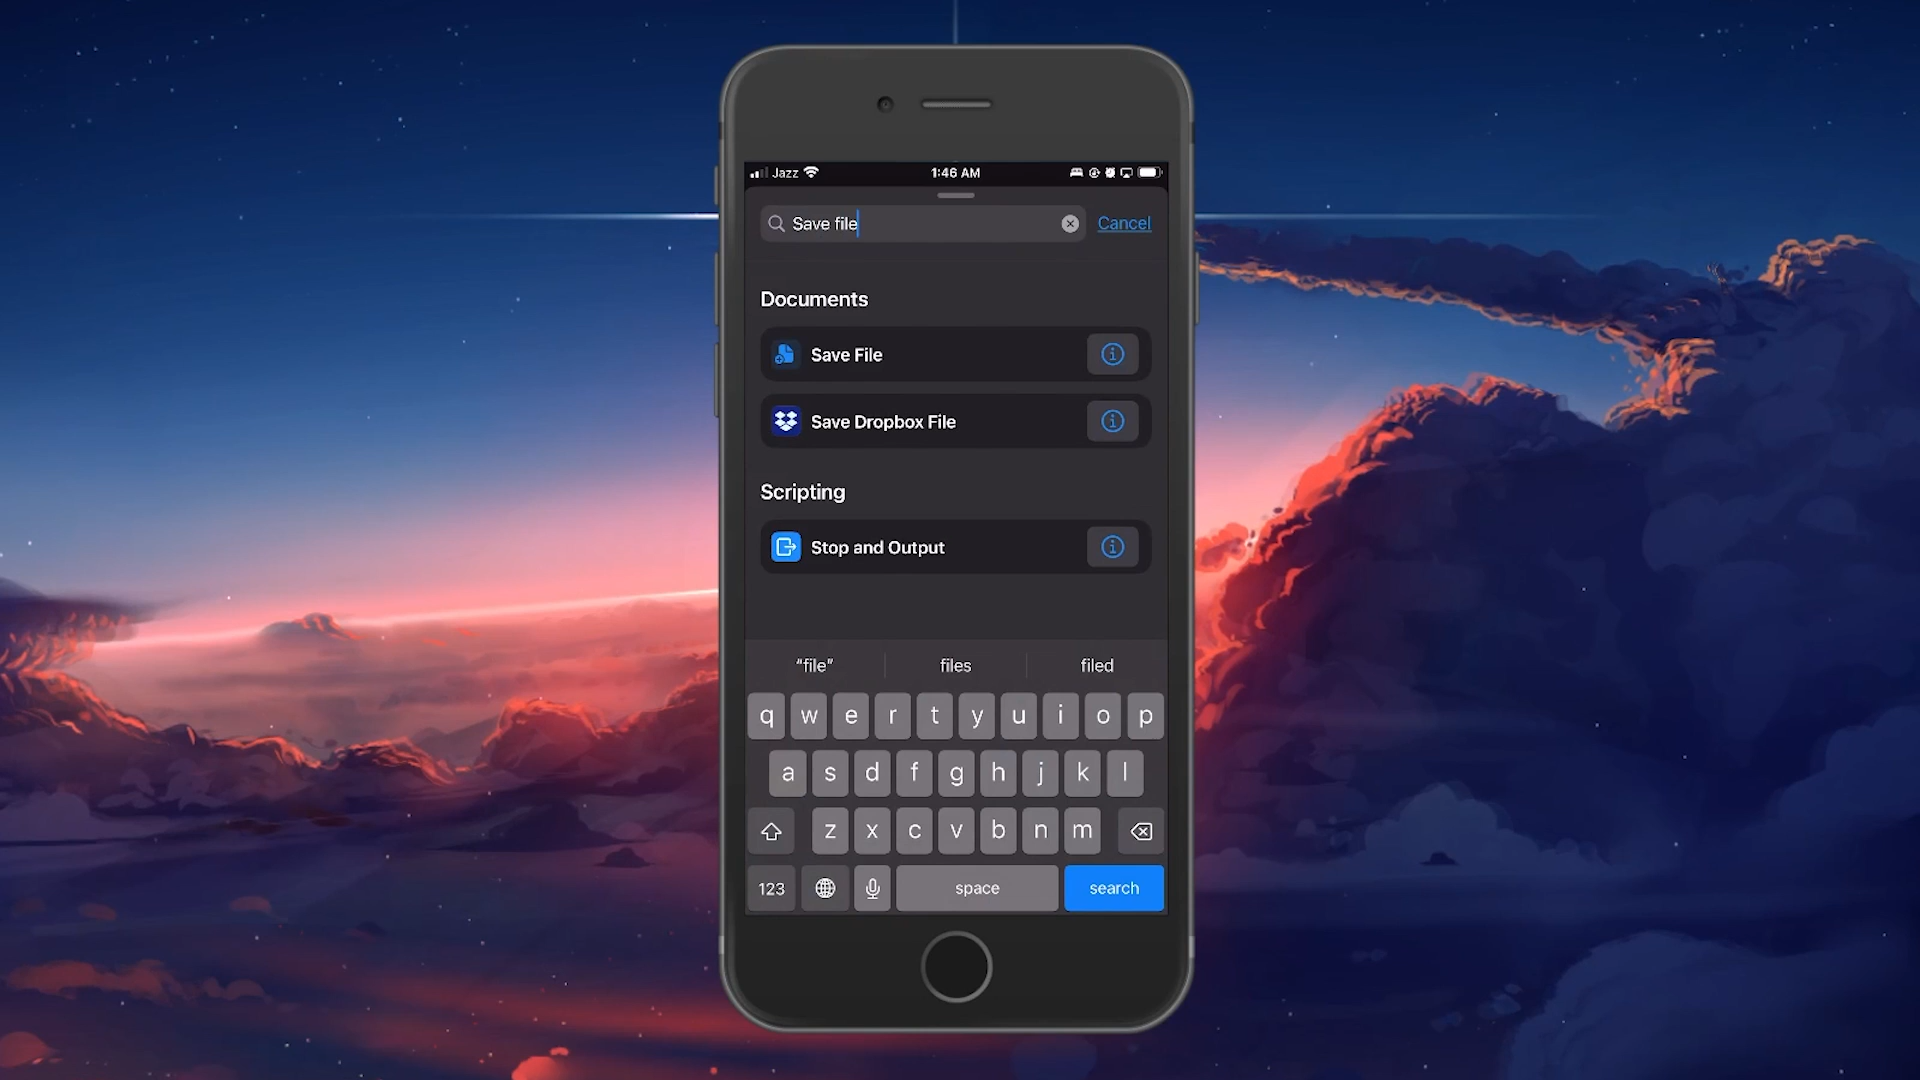 Jazz 1:46 AM
Save file Cancel
Documents
Save File
Save Dropbox File
Scripting
Stop and Output
“file” files filed
q w e r t y u i o p
a s d f g h j k l
z x c v b n m
123 space search